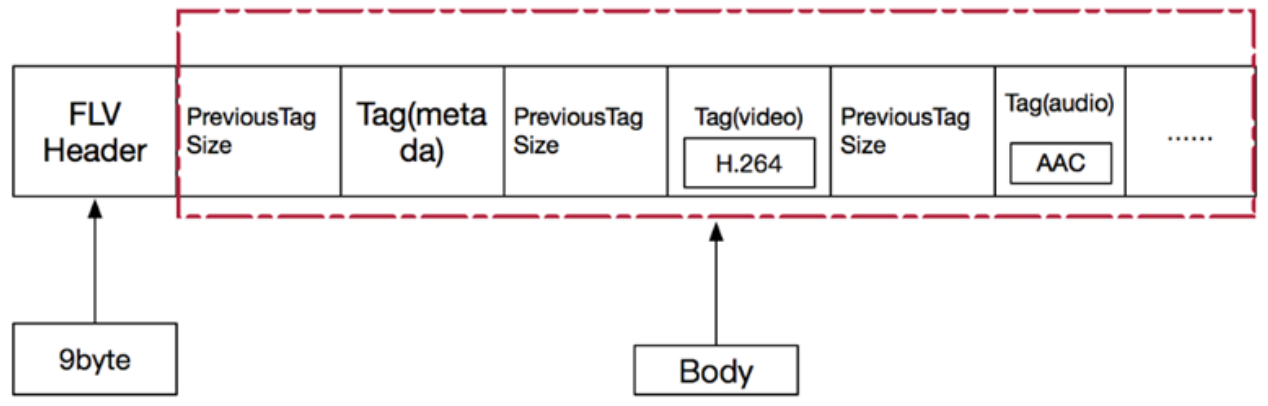 FLV
Header
PreviousTag
Size
Tag(meta
da)
PreviousTag
Size
Tag(video)
H.264
PreviousTag
Size
Tag(audio)
AAC
......
9byte
Body